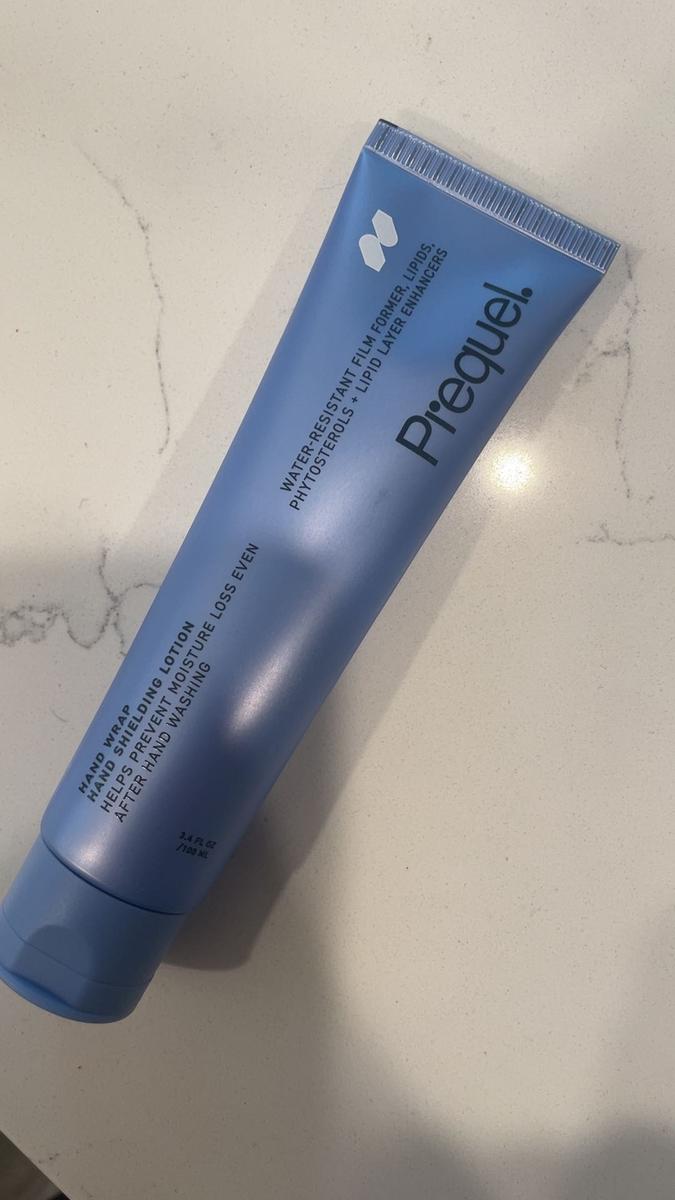 Prequel.
WATER-RESISTANT FILM FORMER, LIPIDS,
PHYTOSTEROLS + LIPID LAYER ENHANCERS
HAND WRAP
HAND SHIELDING LOTION
HELPS PREVENT MOISTURE LOSS EVEN
AFTER HAND WASHING
3.4 FL OZ
/100 ML